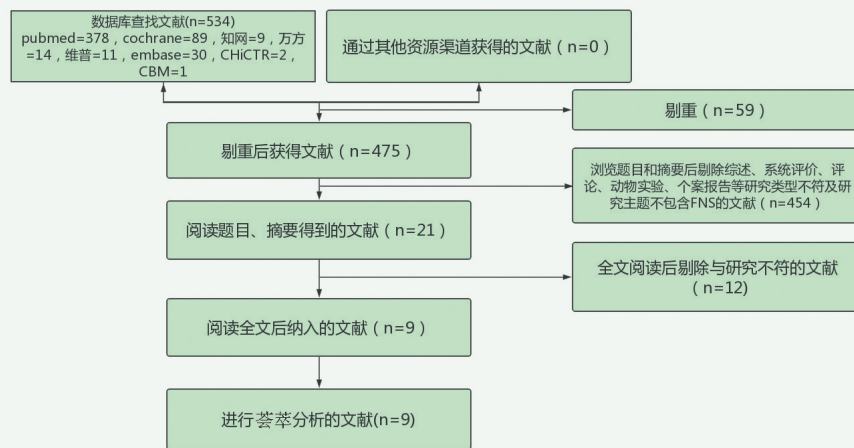 数据库查找文献(n=534)
pubmed=378，cochrane=89，知网=9，万方
=14，维普=11，embase=30，CHiCTR=2，
CBM=1
通过其他资源渠道获得的文献（n=0）
剔重（n=59）
剔重后获得文献（n=475）
浏览题目和摘要后剔除综述、系统评价、评
论、动物实验、个案报告等研究类型不符及研
究主题不包含FNS的文献（n=454）
阅读题目、摘要得到的文献（n=21）
全文阅读后剔除与研究不符的文献
（n=12)
阅读全文后纳入的文献（n=9）
进行荟萃分析的文献(n=9)